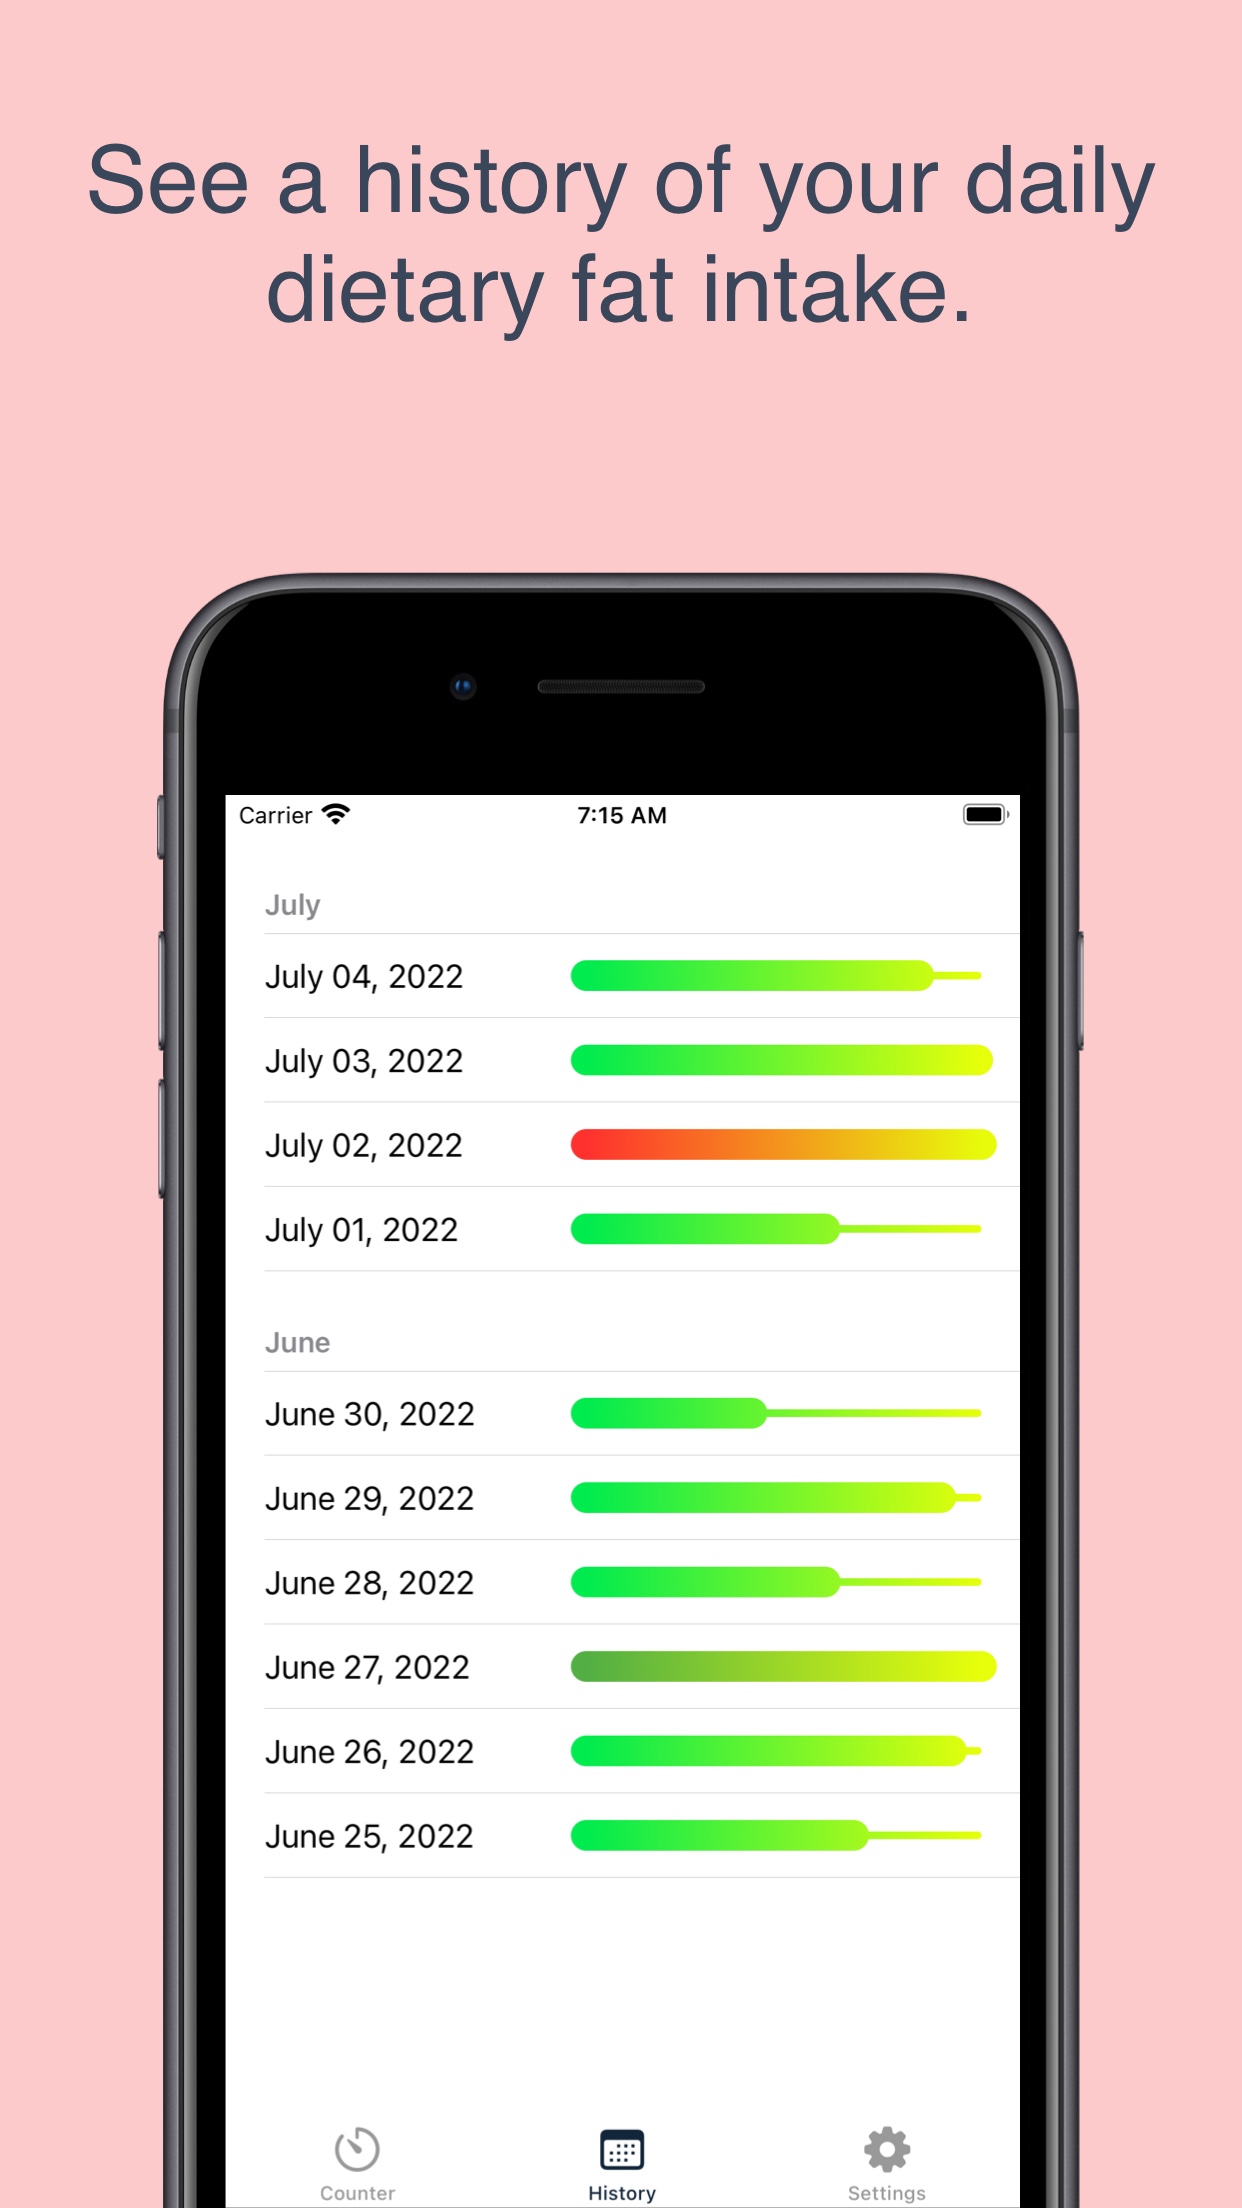 See a history of your daily
dietary fat intake.
Carrier 7:15 AM
July
July 04, 2022
July 03, 2022
July 02, 2022
July 01, 2022
June
June 30, 2022
June 29, 2022
June 28, 2022
June 27, 2022
June 26, 2022
June 25, 2022
Counter History Settings